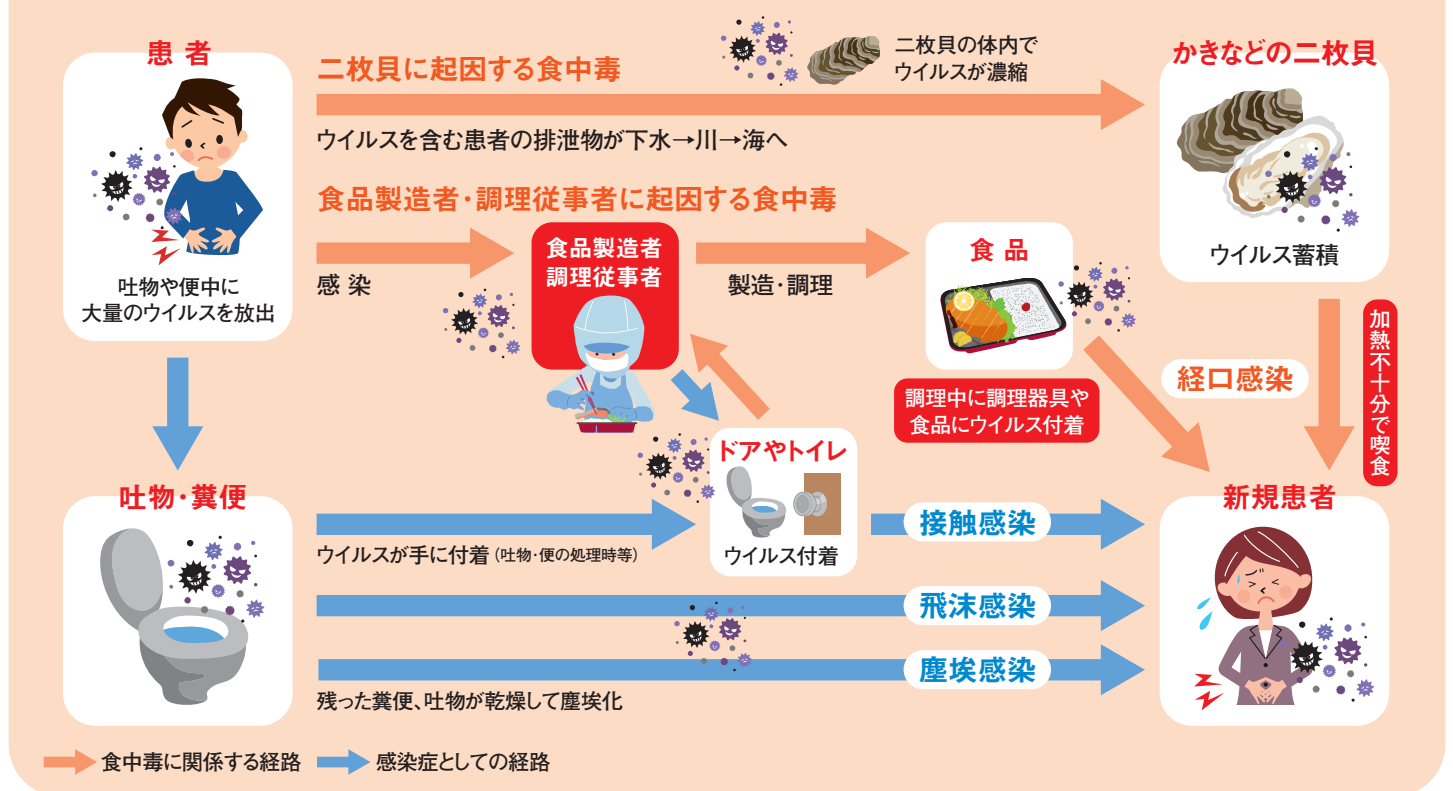 患者
吐物や便中に
大量のウイルスを放出
二枚貝に起因する食中毒
二枚貝の体内で
ウイルスが濃縮
ウイルスを含む患者の排泄物が下水→川→海へ
かきなどの二枚貝
ウイルス蓄積
食品製造者・調理従事者に起因する食中毒
感染
食品製造者
調理従事者
製造・調理
食品
調理中に調理器具や
食品にウイルス付着
経口感染
加熱不十分で喫食
吐物・糞便
ウイルスが手に付着(吐物・便の処理時等)
ドアやトイレ
ウイルス付着
接触感染
飛沫感染
塵埃感染
残った糞便、吐物が乾燥して塵埃化
新規患者
食中毒に関係する経路
感染症としての経路